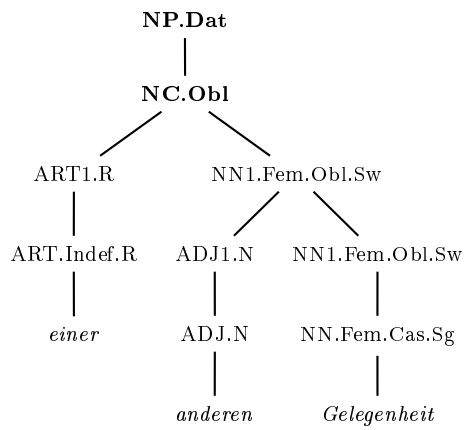 NP.Dat
NC.Obl
ART1.R NN1.Fem.Obl.Sw
ART.Indef.R ADJ1.N NN1.Fem.Obl.Sw
einer ADJ.N NN.Fem.Cas.Sg
anderen Gelegenheit